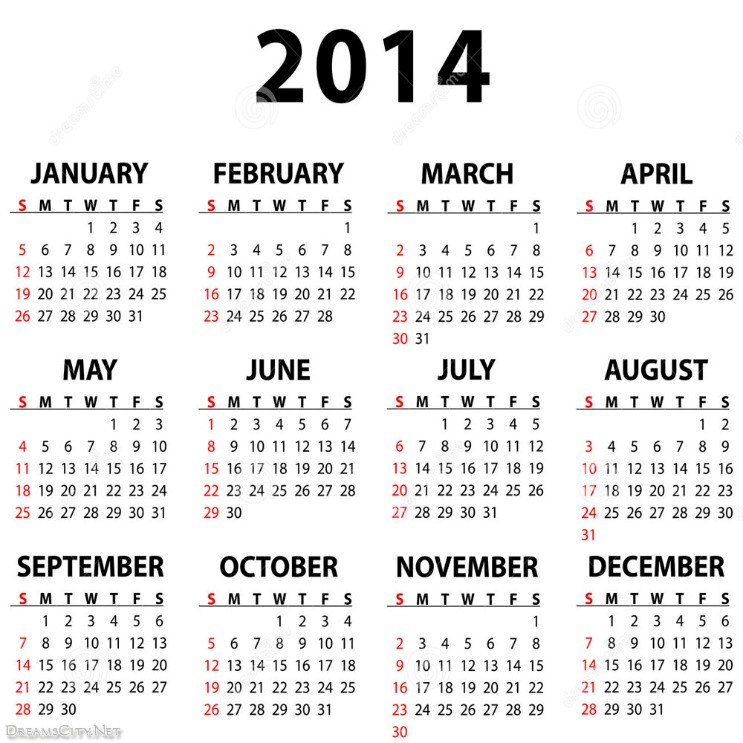 2014
JANUARY FEBRUARY MARCH APRIL
S M T W T F S S M T W T F S S M T W T F S S M T W T F S
1 2 3 4 1 1 1 2 3 4 5
5 6 7 8 9 10 11 2 3 4 5 6 7 8 2 3 4 5 6 7 8 6 7 8 9 10 11 12
12 13 14 15 16 17 18 9 10 11 12 13 14 15 9 10 11 12 13 14 15 13 14 15 16 17 18 19
19 20 21 22 23 24 25 16 17 18 19 20 21 22 16 17 18 19 20 21 22 20 21 22 23 24 25 26
26 27 28 29 30 31 23 24 25 26 27 28 23 24 25 26 27 28 29 27 28 29 30
30 31
MAY JUNE JULY AUGUST
S M T W T F S S M T W T F S S M T W T F S S M T W T F S
1 2 3 1 2 3 4 5 6 7 1 2 3 4 5 1 2
4 5 6 7 8 9 10 8 9 10 11 12 13 14 6 7 8 9 10 11 12 3 4 5 6 7 8 9
11 12 13 14 15 16 17 15 16 17 18 19 20 21 13 14 15 16 17 18 19 10 11 12 13 14 15 16
18 19 20 21 22 23 24 22 23 24 25 26 27 28 20 21 22 23 24 25 26 17 18 19 20 21 22 23
25 26 27 28 29 30 31 29 30 27 28 29 30 31 24 25 26 27 28 29 30
31
SEPTEMBER OCTOBER NOVEMBER DECEMBER
S M T W T F S S M T W T F S S M T W T F S S M T W T F S
1 2 3 4 5 6 1 2 3 4 1 1 2 3 4 5 6
7 8 9 10 11 12 13 5 6 7 8 9 10 11 2 3 4 5 6 7 8 7 8 9 10 11 12 13
14 15 16 17 18 19 20 12 13 14 15 16 17 18 9 10 11 12 13 14 15 14 15 16 17 18 19 20
21 22 23 24 25 26 27 19 20 21 22 23 24 25 16 17 18 19 20 21 22 21 22 23 24 25 26 27
28 29 30 26 27 28 29 30 31 23 24 25 26 27 28 29 28 29 30 31
30
DREAMSCITY.NET